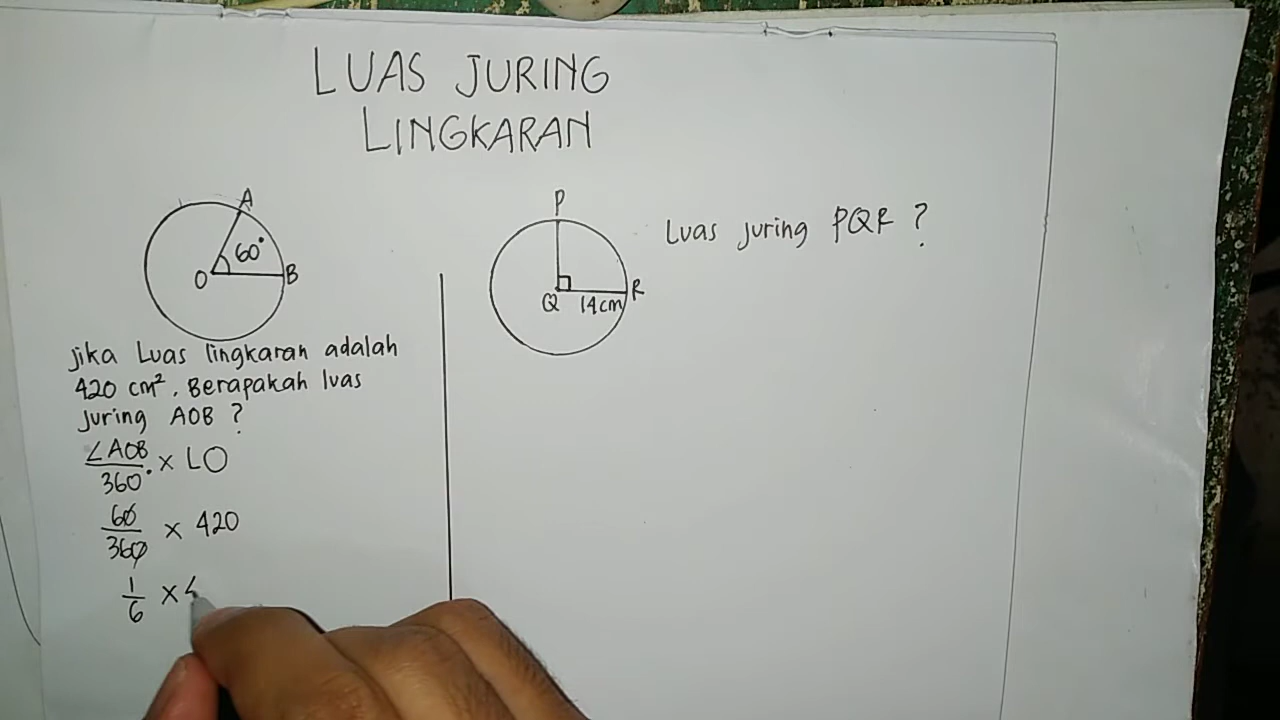 LUAS JURING
LINGKARAN
A
60°
O
B
jika Luas lingkaran adalah
420 cm². Berapakah luas
juring AOB ?
∠AOB
360° × LO
60
360 × 420
1
6 ×
P
Q
14cm
R
Luas juring PQR ?